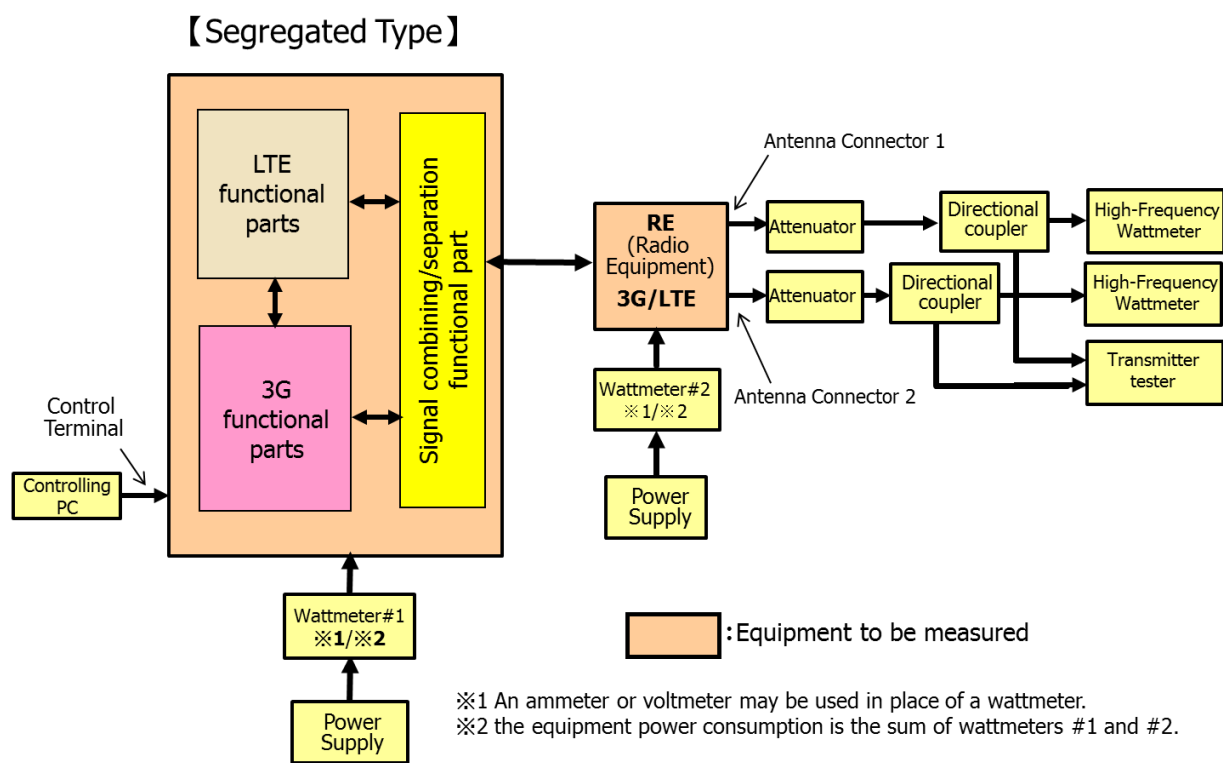 【Segregated Type】
LTE
functional
parts
3G
functional
parts
Signal combining/separation
functional part
Control
Terminal
Controlling
PC
Wattmeter#1
※1/※2
Power
Supply
RE
(Radio
Equipment)
3G/LTE
Antenna Connector 1
Antenna Connector 2
Attenuator
Directional
coupler
High-Frequency
Wattmeter
Attenuator
Directional
coupler
High-Frequency
Wattmeter
Transmitter
tester
Wattmeter#2
※1/※2
Power
Supply
:Equipment to be measured
※1 An ammeter or voltmeter may be used in place of a wattmeter.
※2 the equipment power consumption is the sum of wattmeters #1 and #2.